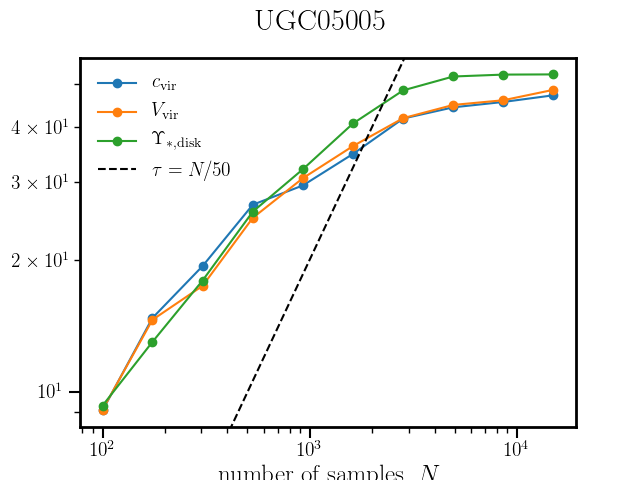 UGC05005
c_vir
V_vir
Υ_{*,disk}
τ = N/50
4 × 10^1
3 × 10^1
2 × 10^1
10^1
10^2
10^3
10^4
number of samples, N